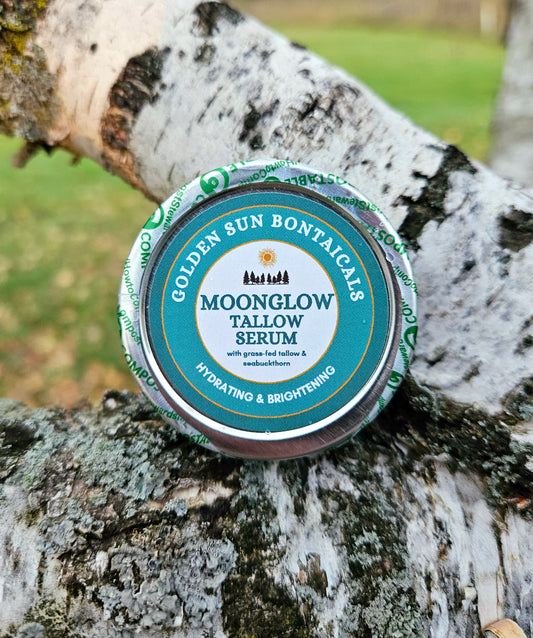 GOLDEN SUN BONTAICALS
MOONGLOW
TALLOW
SERUM
with grass-fed tallow &
seabuckthorn
HYDRATING & BRIGHTENING